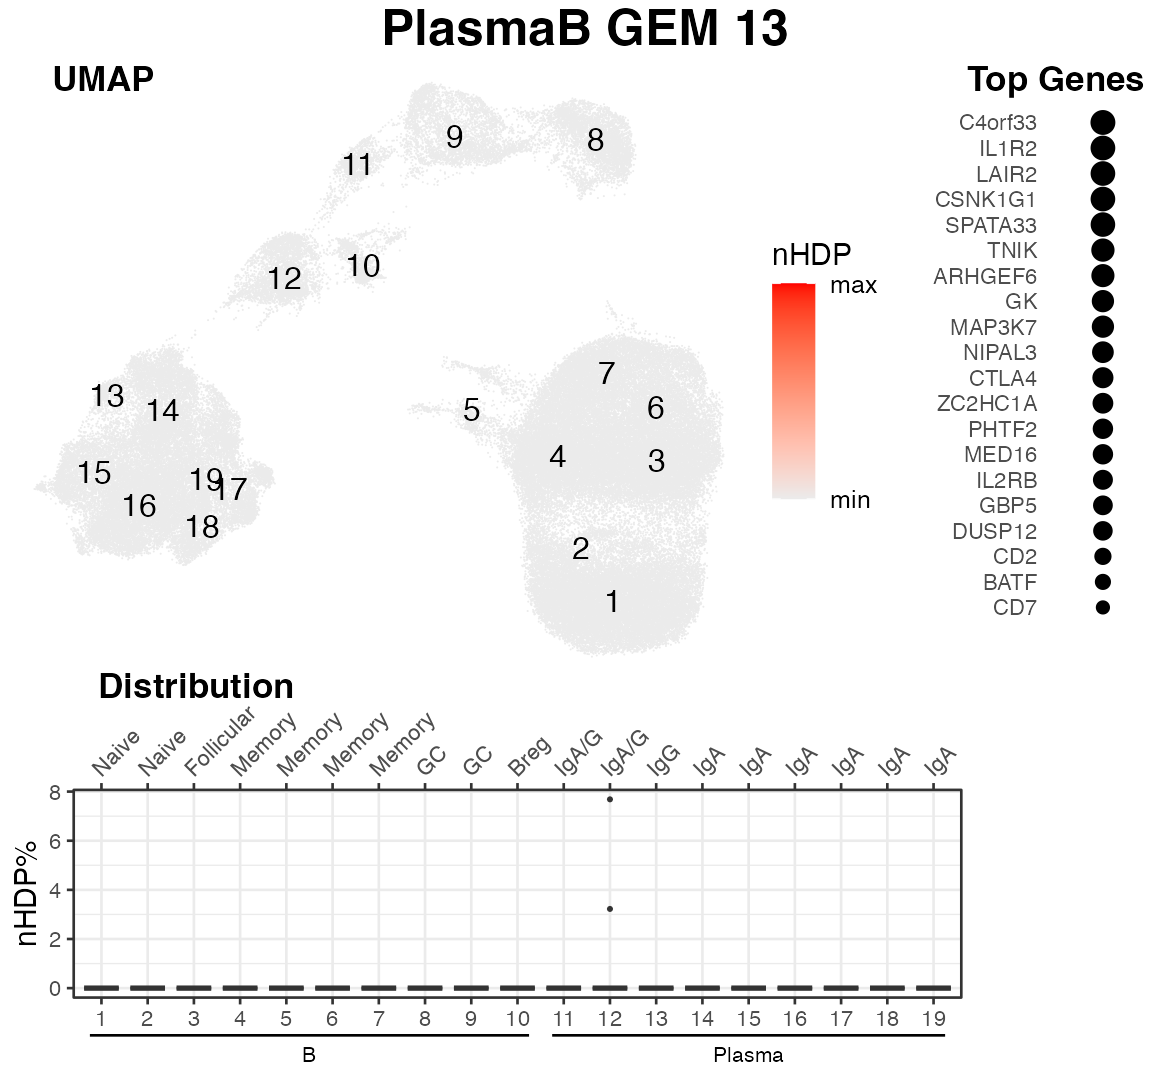 PlasmaB GEM 13
UMAP
Top Genes
9
8
11
12
10
13
14
15
16
19
17
18
7
6
5
4
3
2
1
nHDP
max
min
C4orf33
IL1R2
LAIR2
CSNK1G1
SPATA33
TNIK
ARHGEF6
GK
MAP3K7
NIPAL3
CTLA4
ZC2HC1A
PHTF2
MED16
IL2RB
GBP5
DUSP12
CD2
BATF
CD7
Distribution
Naive Naive Follicular Memory Memory Memory Memory GC GC Breg IgA/G IgA/G IgG IgA IgA IgA IgA IgA IgA
nHDP%
8
6
4
2
0
1 2 3 4 5 6 7 8 9 10 11 12 13 14 15 16 17 18 19
B Plasma